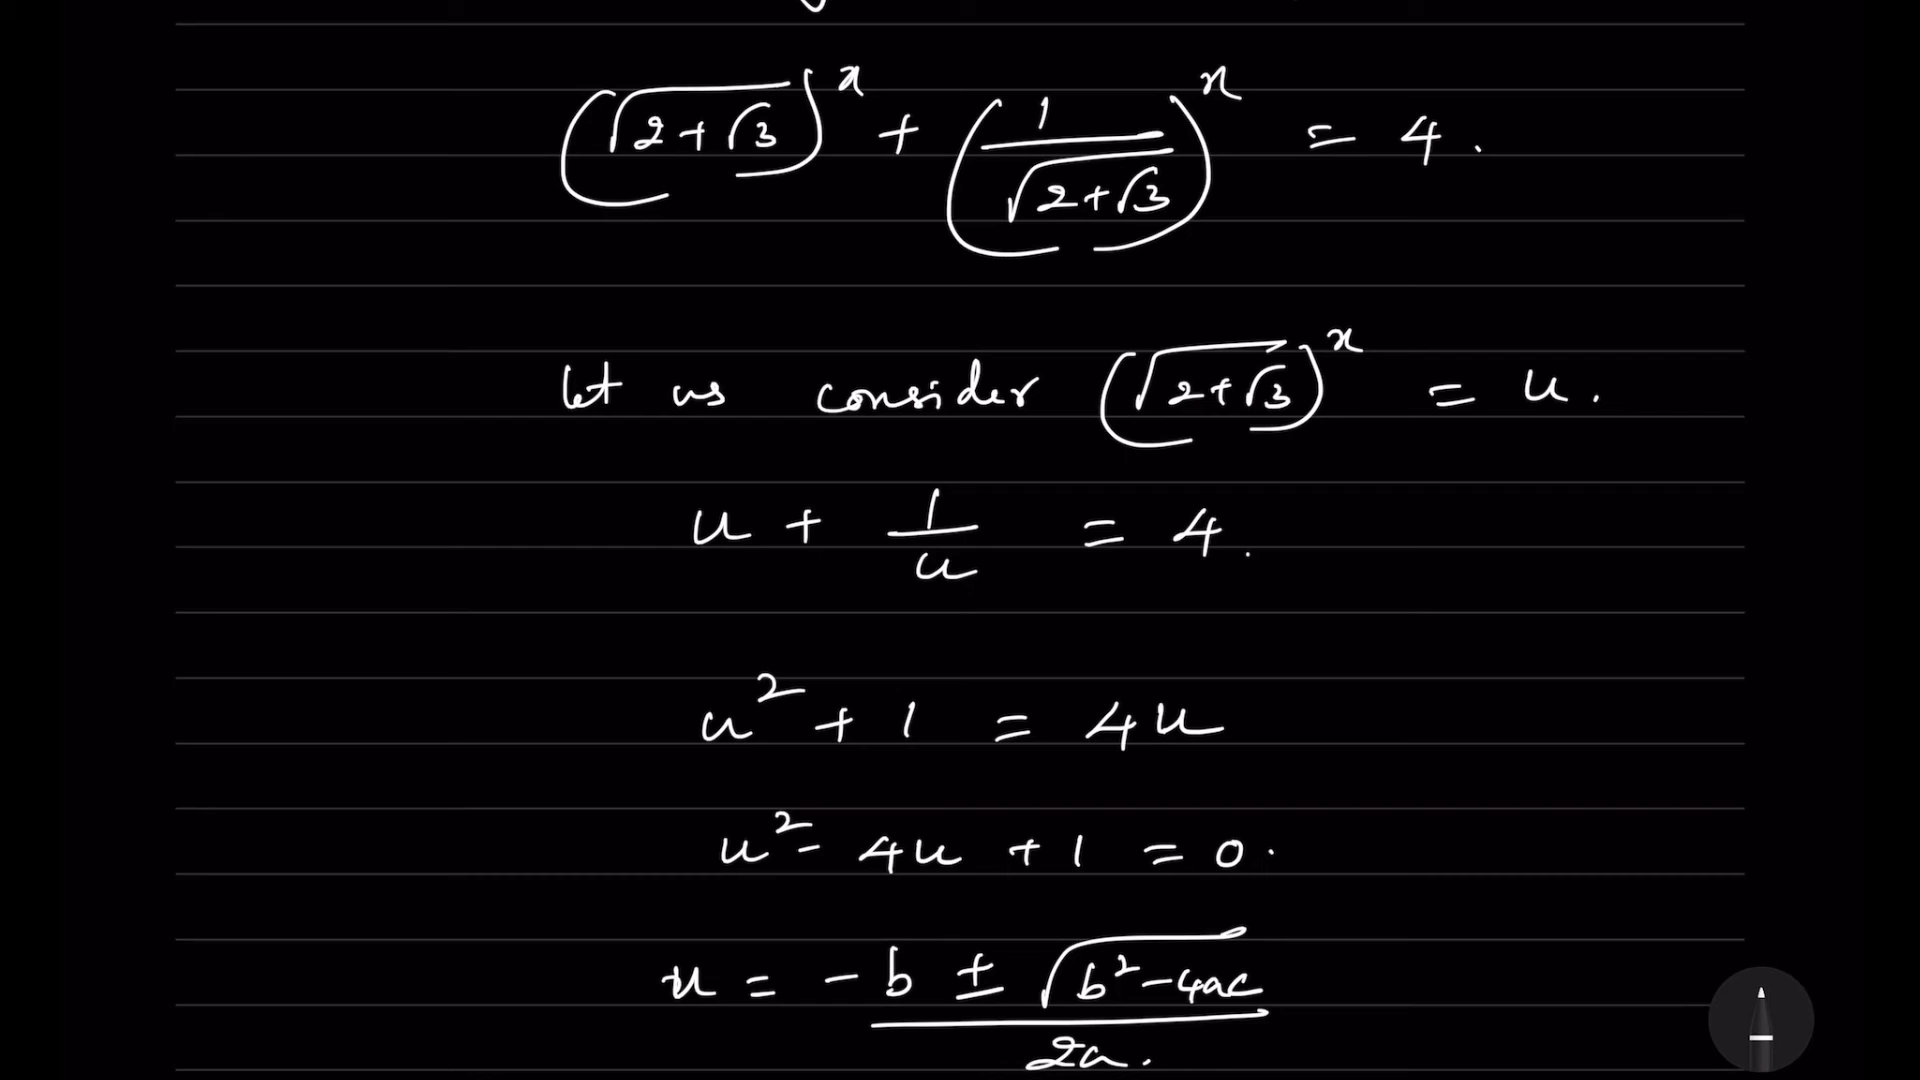 (√(2+√3))^x + (1/√(2+√3))^x = 4.
let us consider (√(2+√3))^x = u.
u + 1/u = 4.
u² + 1 = 4u
u² - 4u + 1 = 0.
u = (-b ± √(b²-4ac))/2a.